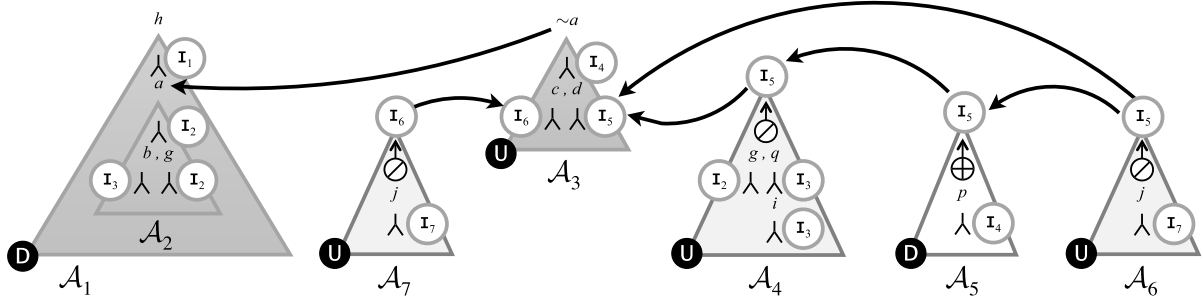 h
I₁
a
I₂
b , g
I₃
I₂
𝒜₂
D
𝒜₁
I₆
j
I₇
U
𝒜₇
~a
I₄
c , d
I₆
I₅
U
𝒜₃
I₅
g , q
I₂
I₃
i
I₃
U
𝒜₄
I₅
p
I₄
D
𝒜₅
I₅
j
I₇
U
𝒜₆